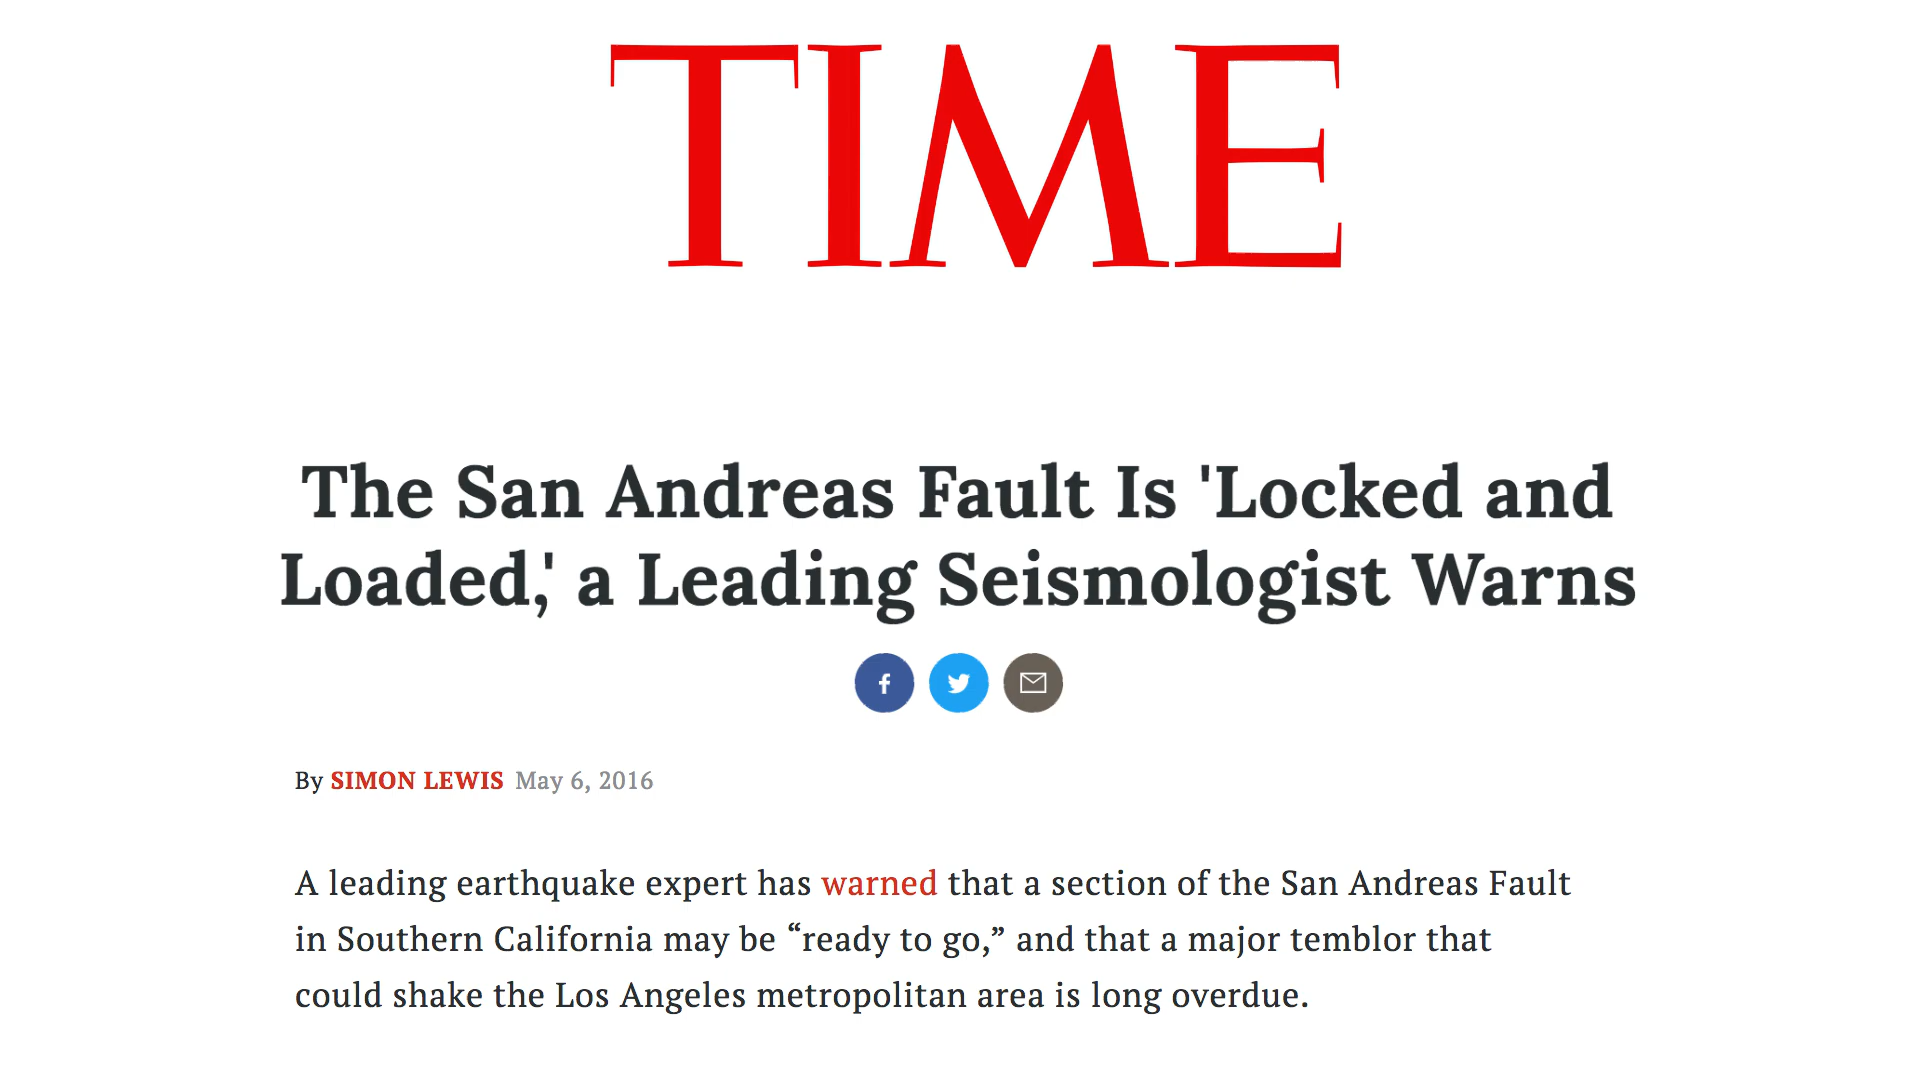 TIME
The San Andreas Fault Is 'Locked and
Loaded,' a Leading Seismologist Warns
By SIMON LEWIS May 6, 2016
A leading earthquake expert has warned that a section of the San Andreas Fault
in Southern California may be “ready to go,” and that a major temblor that
could shake the Los Angeles metropolitan area is long overdue.